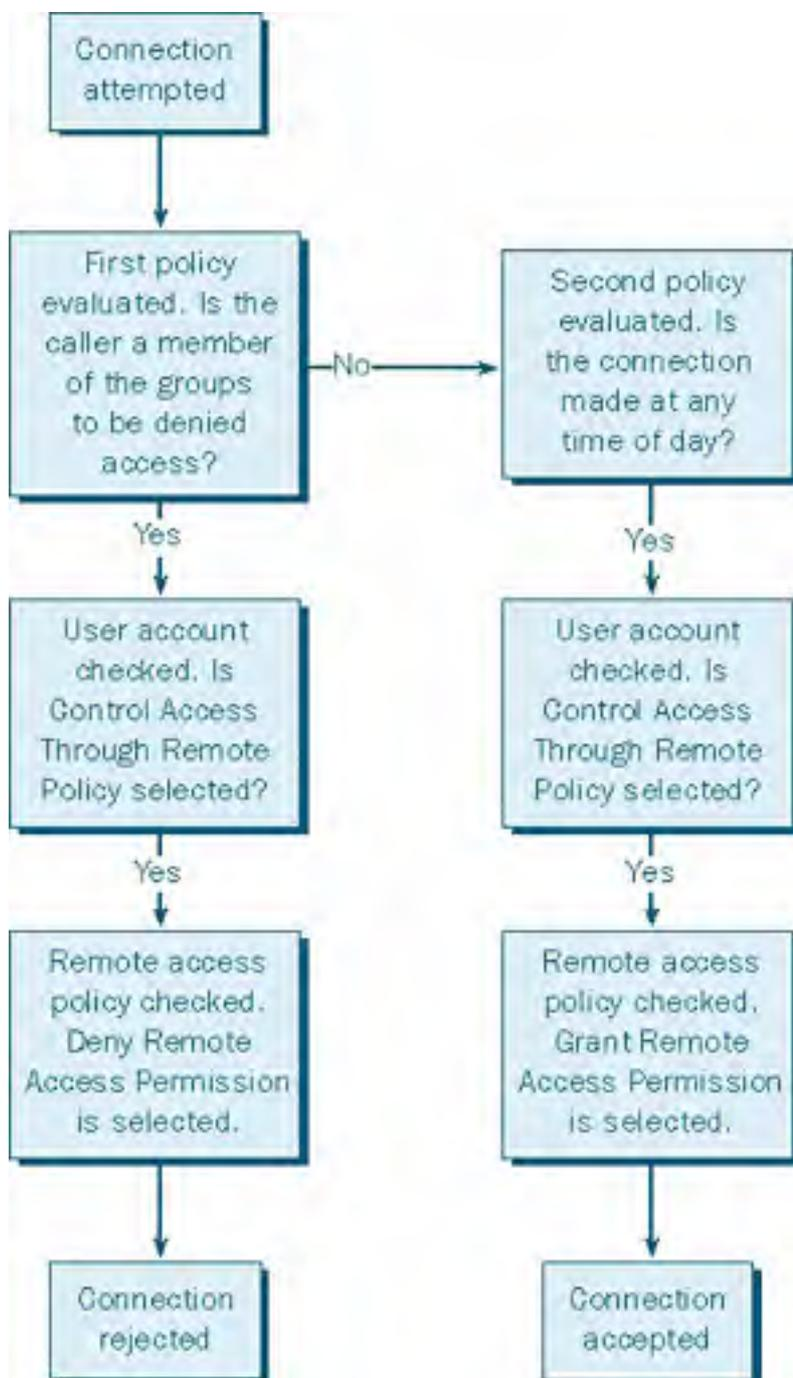 Connection
attempted
First policy
evaluated. Is the
caller a member
of the groups
to be denied
access?
No
Second policy
evaluated. Is
the connection
made at any
time of day?
Yes
Yes
User account
checked. Is
Control Access
Through Remote
Policy selected?
User account
checked. Is
Control Access
Through Remote
Policy selected?
Yes
Yes
Remote access
policy checked.
Deny Remote
Access Permission
is selected.
Remote access
policy checked.
Grant Remote
Access Permission
is selected.
Connection
rejected
Connection
accepted